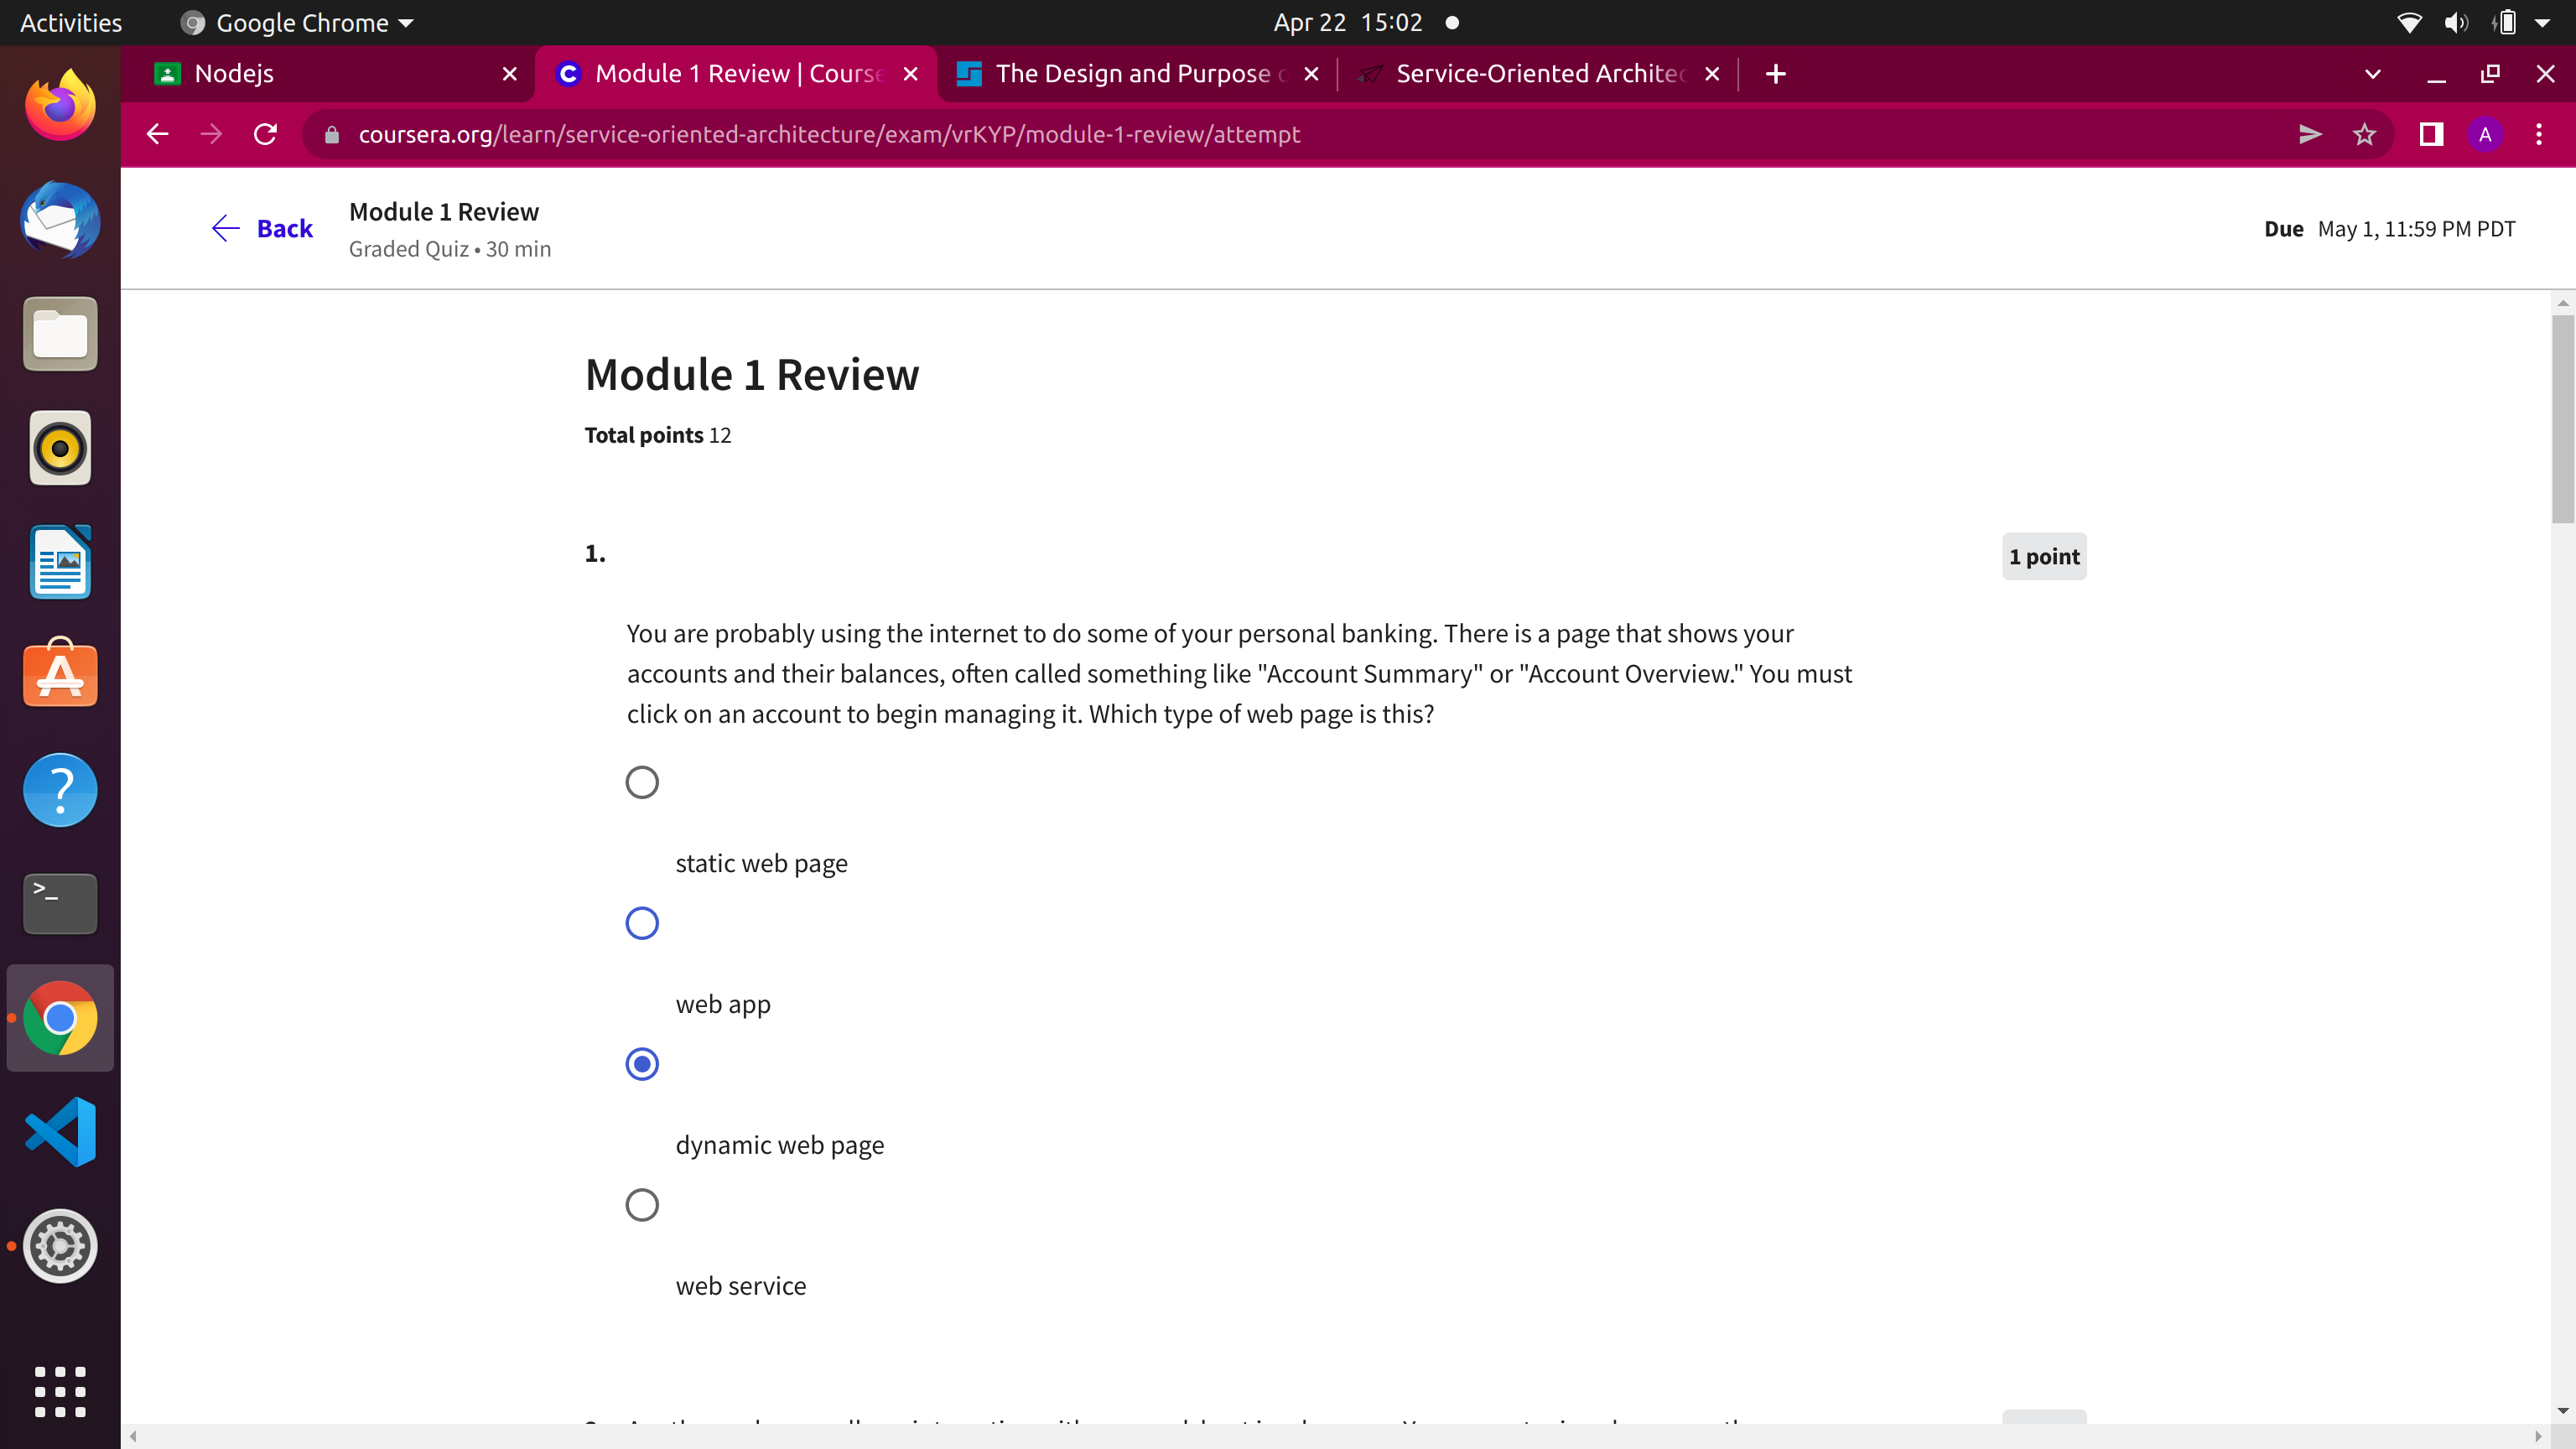 Activities
Google Chrome
Apr 22 15:02
Nodejs
Module 1 Review | Course
The Design and Purpose
Service-Oriented Architec
coursera.org/learn/service-oriented-architecture/exam/vrKYP/module-1-review/attempt
A
Back
Module 1 Review
Graded Quiz • 30 min
Due May 1, 11:59 PM PDT
Module 1 Review
Total points 12
1.
1 point
You are probably using the internet to do some of your personal banking. There is a page that shows your
accounts and their balances, often called something like "Account Summary" or "Account Overview." You must
click on an account to begin managing it. Which type of web page is this?
static web page
web app
dynamic web page
web service